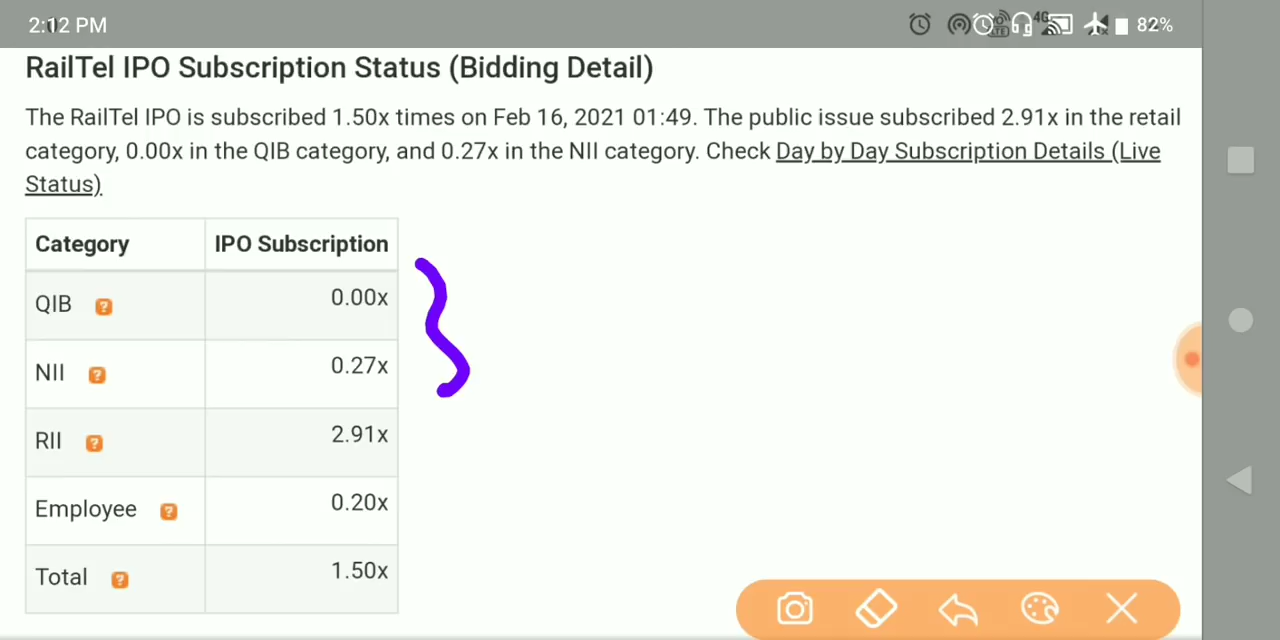 2:12 PM
4G
LTE
82%
RailTel IPO Subscription Status (Bidding Detail)
The RailTel IPO is subscribed 1.50x times on Feb 16, 2021 01:49. The public issue subscribed 2.91x in the retail
category, 0.00x in the QIB category, and 0.27x in the NII category. Check Day by Day Subscription Details (Live
Status)
Category IPO Subscription
QIB ? 0.00x
NII ? 0.27x
RII ? 2.91x
Employee ? 0.20x
Total ? 1.50x